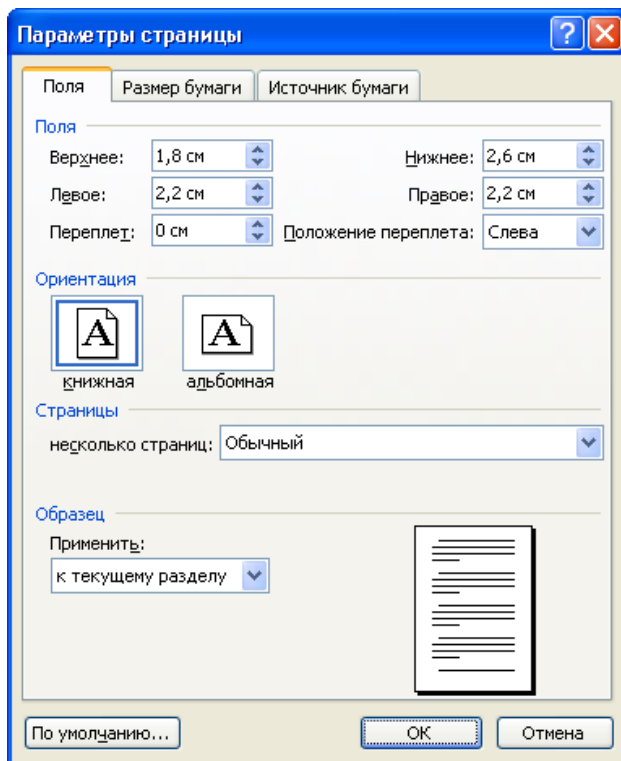 Параметры страницы
Поля Размер бумаги Источник бумаги
Поля
Верхнее: 1,8 см Нижнее: 2,6 см
Левое: 2,2 см Правое: 2,2 см
Переплет: 0 см Положение переплета: Слева
Ориентация
A A
книжная альбомная
Страницы
несколько страниц: Обычный
Образец
Применить:
к текущему разделу
По умолчанию... ОК Отмена